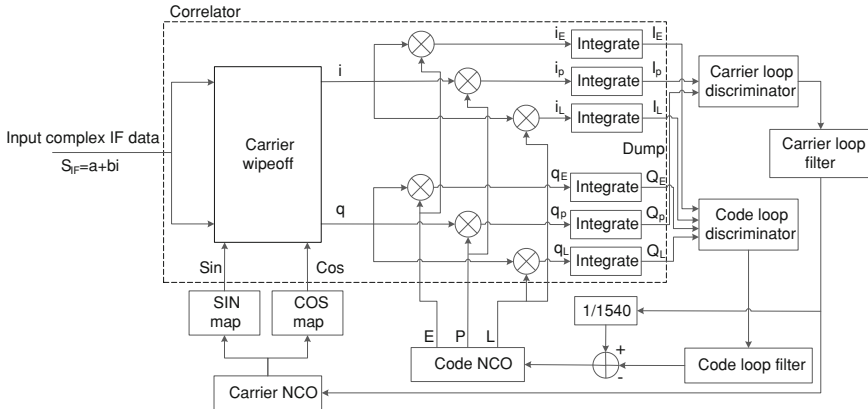 Correlator
Input complex IF data
S_IF=a+bi
Carrier
wipeoff
i
q
i_E
i_p
i_L
q_E
q_p
q_L
Integrate
Integrate
Integrate
Integrate
Integrate
Integrate
I_E
I_p
I_L
Dump
Q_E
Q_p
Q_L
Carrier loop
discriminator
Carrier loop
filter
Code loop
discriminator
Sin
Cos
SIN
map
COS
map
E
P
L
1/1540
+
-
Code NCO
Code loop filter
Carrier NCO